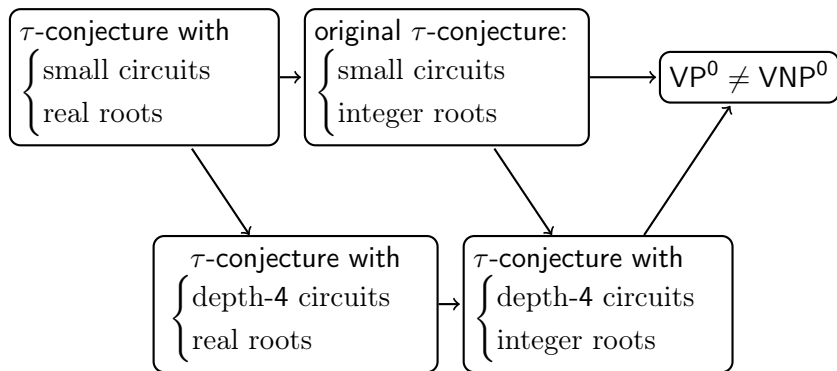 τ-conjecture with
small circuits
real roots
original τ-conjecture:
small circuits
integer roots
VP⁰ ≠ VNP⁰
τ-conjecture with
depth-4 circuits
real roots
τ-conjecture with
depth-4 circuits
integer roots